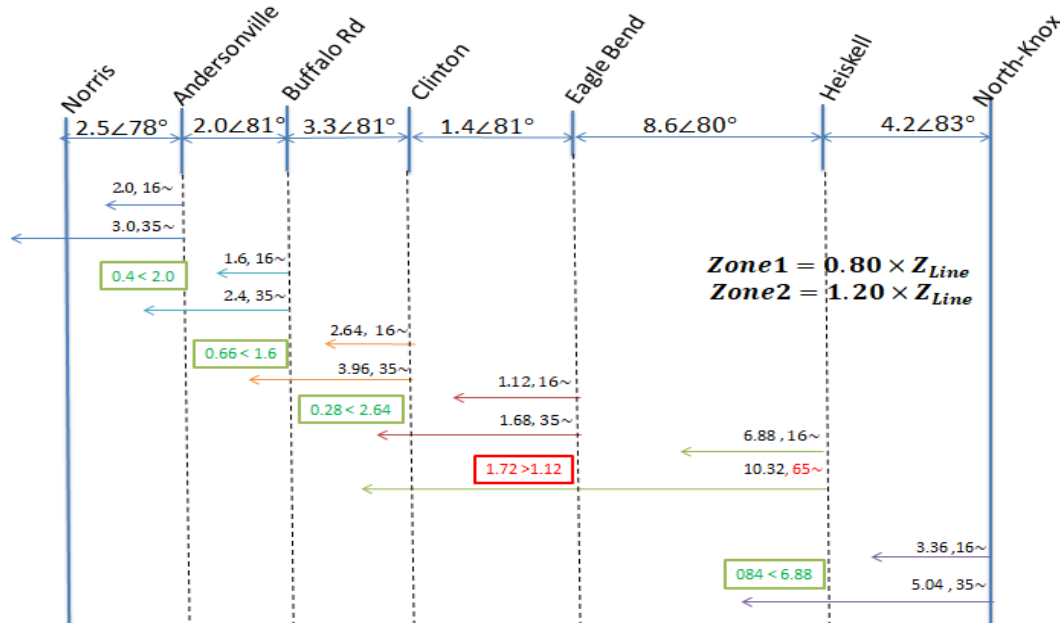 Norris
Andersonville
Buffalo Rd
Clinton
Eagle Bend
Heiskell
North-Knox
2.5∠78°
2.0∠81°
3.3∠81°
1.4∠81°
8.6∠80°
4.2∠83°
2.0, 16~
3.0,35~
0.4 < 2.0
1.6, 16~
2.4, 35~
0.66 < 1.6
2.64, 16~
3.96, 35~
0.28 < 2.64
1.12, 16~
1.68, 35~
1.72 >1.12
6.88 ,16~
10.32, 65~
Zone1 = 0.80 × Z_Line
Zone2 = 1.20 × Z_Line
3.36 ,16~
084 < 6.88
5.04 , 35~